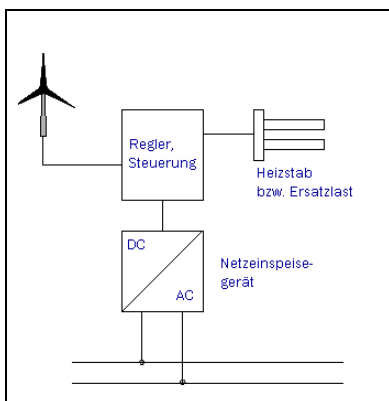 Regler,
Steuerung
Heizstab
bzw. Ersatzlast
DC
AC
Netzeinspeise-
gerät